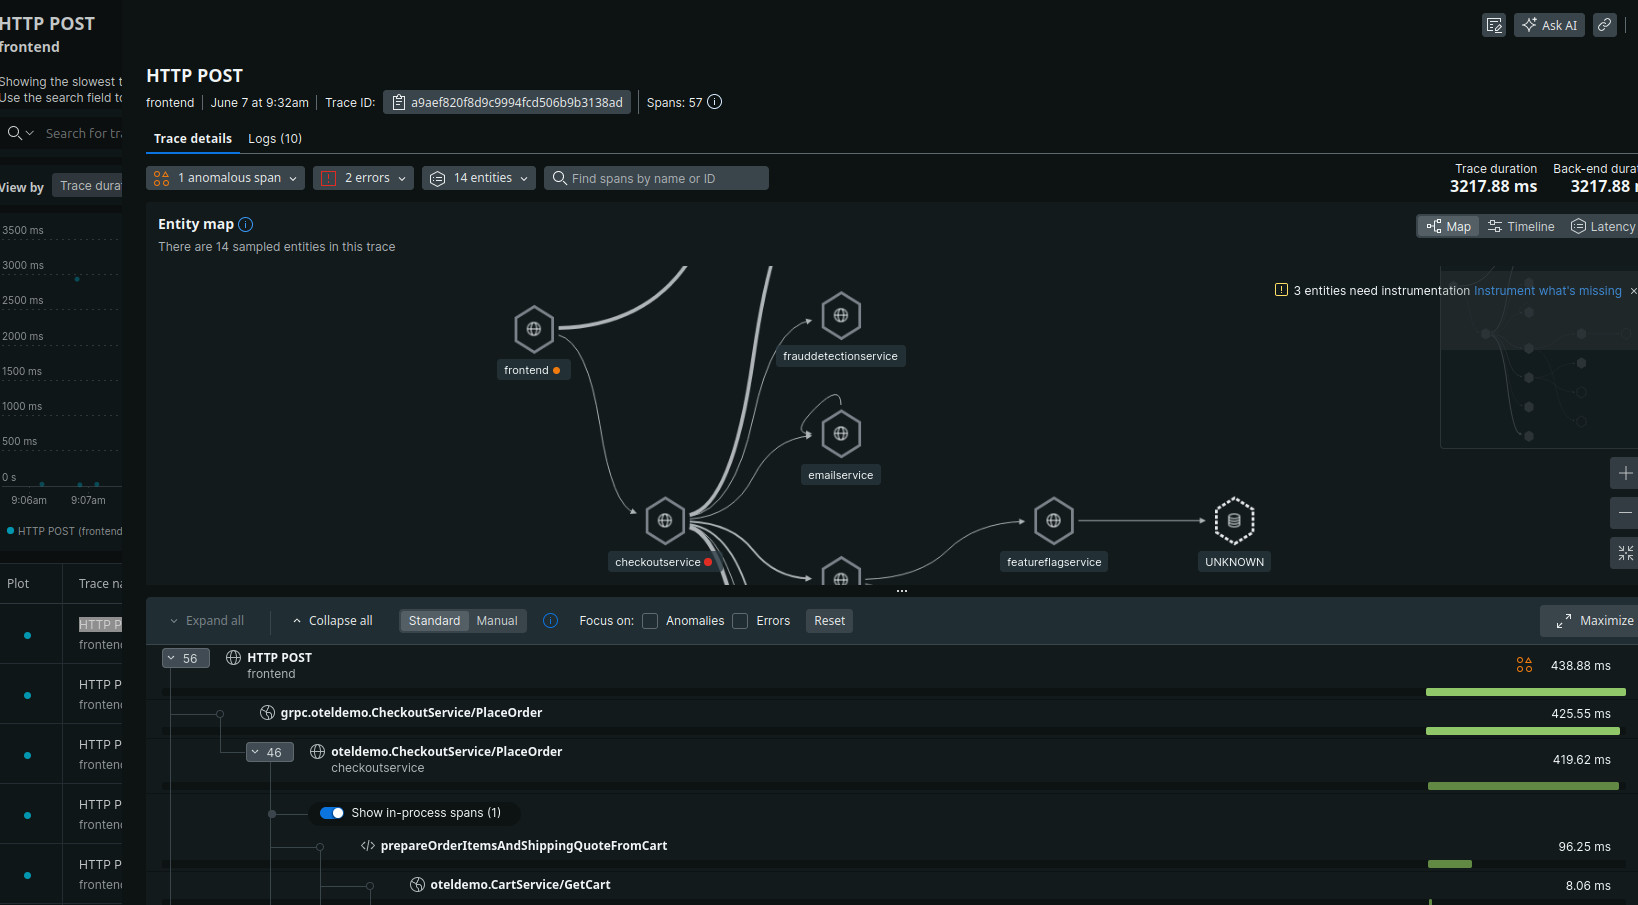 HTTP POST
frontend
Showing the slowest t
Use the search field to
Search for tra
View by
Trace dura
3500 ms
3000 ms
2500 ms
2000 ms
1500 ms
1000 ms
500 ms
0 s
9:06am 9:07am
HTTP POST (frontend
Plot Trace na
HTTP P
frontend
HTTP P
frontend
HTTP P
frontend
HTTP P
frontend
HTTP P
frontend
Ask AI
HTTP POST
frontend June 7 at 9:32am Trace ID: a9aef820f8d9c9994fcd506b9b3138ad Spans: 57
Trace details Logs (10)
1 anomalous span 2 errors 14 entities Find spans by name or ID
Trace duration Back-end dura
3217.88 ms 3217.88
Entity map
There are 14 sampled entities in this trace
Map Timeline Latency
3 entities need instrumentation Instrument what's missing
frontend
frauddetectionservice
emailservice
checkoutservice
featureflagservice
UNKNOWN
Expand all Collapse all Standard Manual Focus on: Anomalies Errors Reset Maximize
56 HTTP POST
frontend
438.88 ms
grpc.oteldemo.CheckoutService/PlaceOrder 425.55 ms
46 oteldemo.CheckoutService/PlaceOrder
checkoutservice
419.62 ms
Show in-process spans (1)
</> prepareOrderItemsAndShippingQuoteFromCart 96.25 ms
oteldemo.CartService/GetCart 8.06 ms